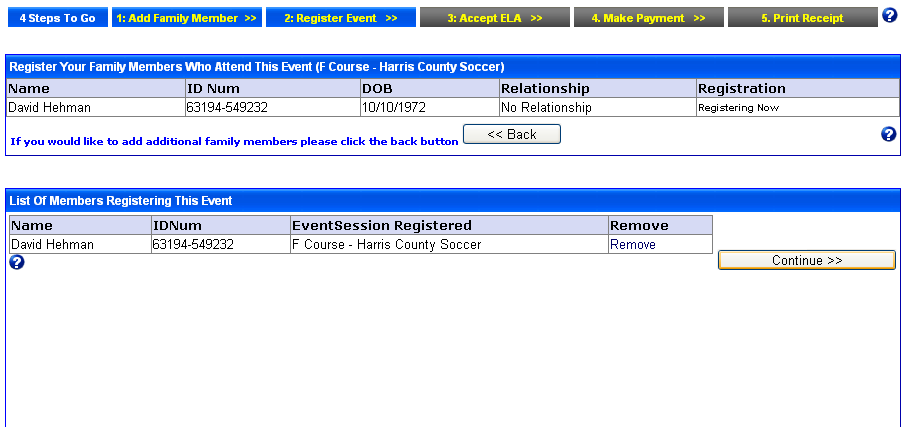 4 Steps To Go 1: Add Family Member >> 2: Register Event >> 3: Accept ELA >> 4. Make Payment >> 5. Print Receipt ?
Register Your Family Members Who Attend This Event (F Course - Harris County Soccer)
Name ID Num DOB Relationship Registration
David Hehman 63194-549232 10/10/1972 No Relationship Registering Now
If you would like to add additional family members please click the back button << Back ?
List Of Members Registering This Event
Name IDNum EventSession Registered Remove
David Hehman 63194-549232 F Course - Harris County Soccer Remove
? Continue >>